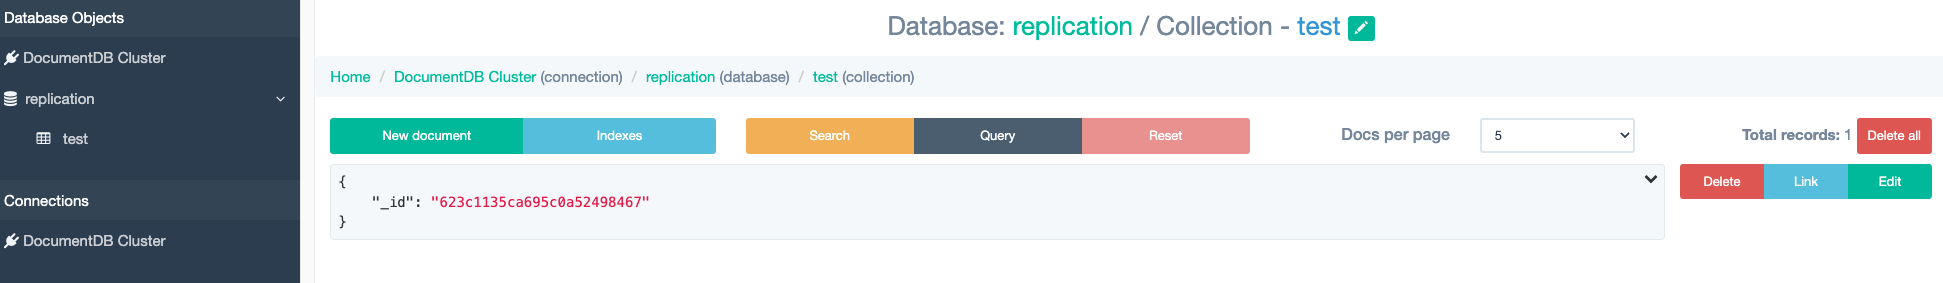 Database Objects
DocumentDB Cluster
replication
test
Connections
DocumentDB Cluster
Database: replication / Collection - test
Home / DocumentDB Cluster (connection) / replication (database) / test (collection)
New document Indexes Search Query Reset Docs per page 5 Total records: 1 Delete all
{
"_id": "623c1135ca695c0a52498467"
}
Delete Link Edit